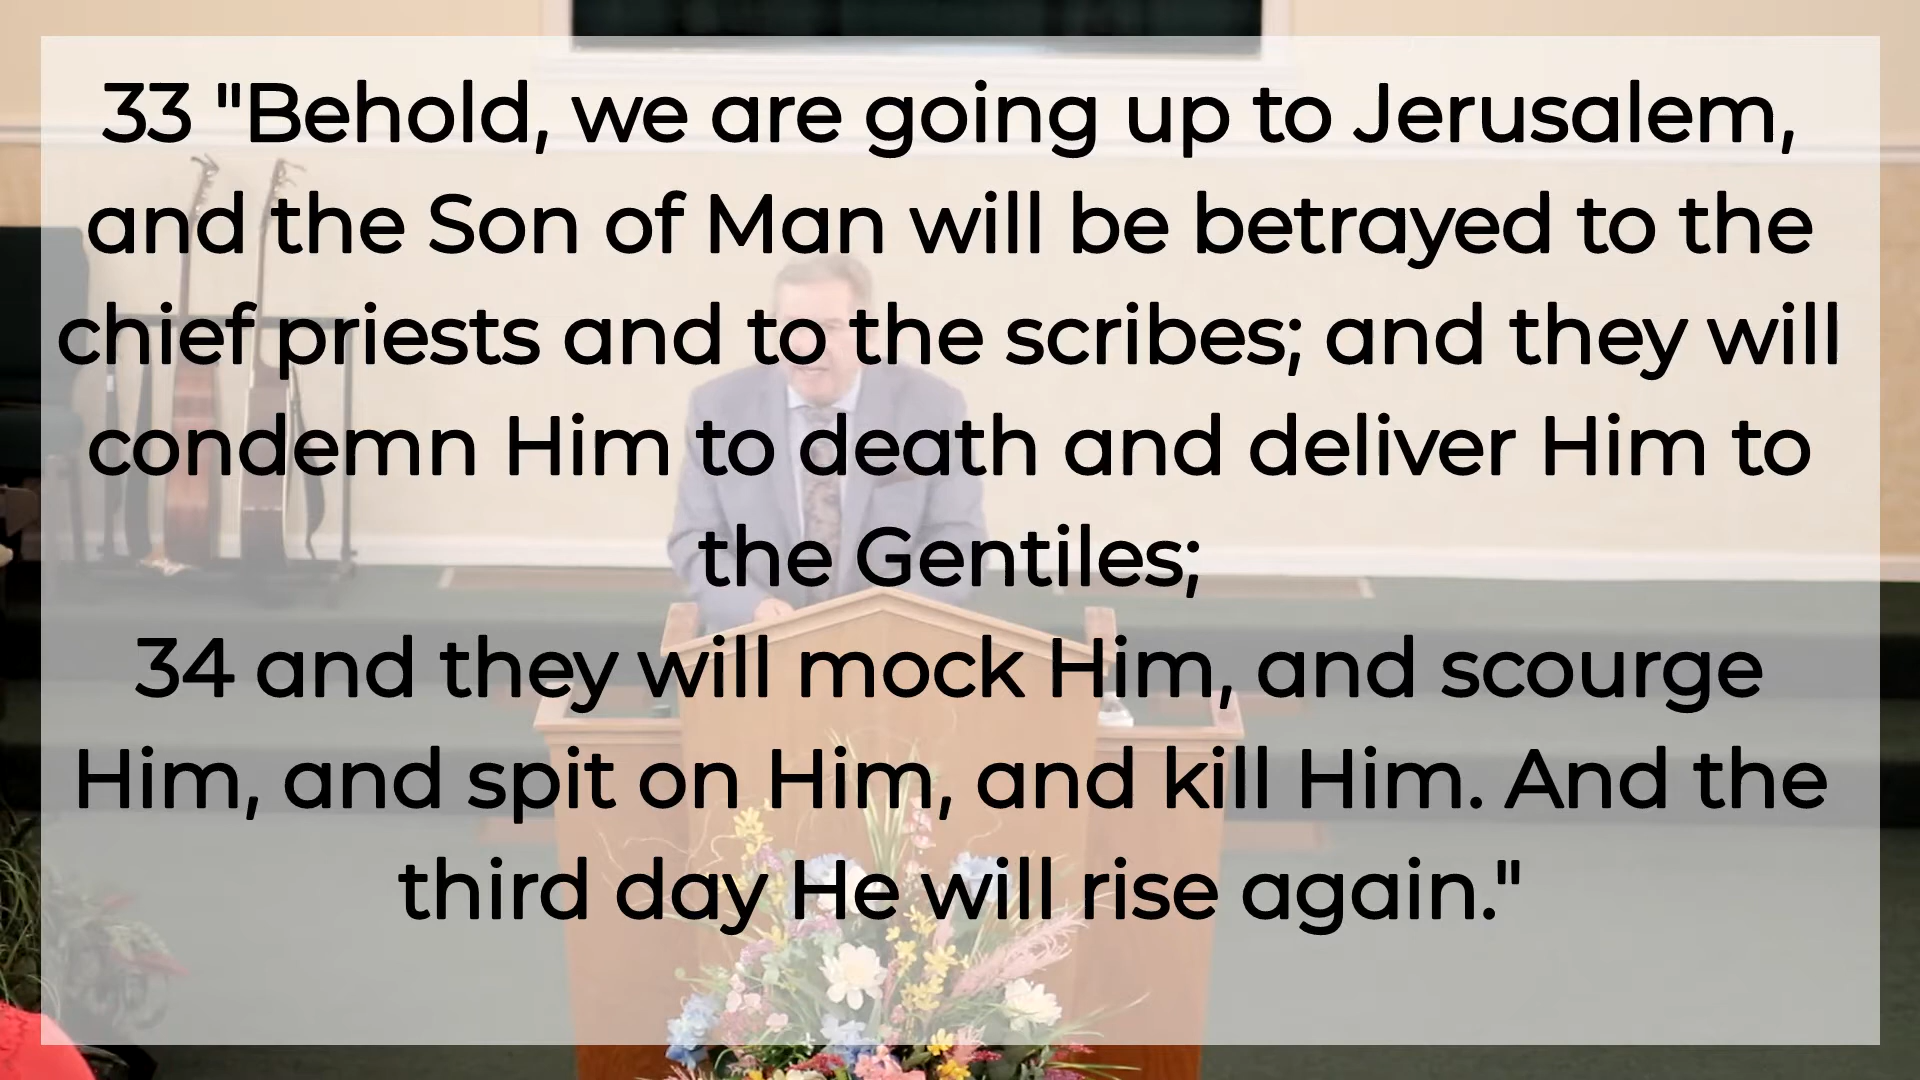 33 "Behold, we are going up to Jerusalem,
and the Son of Man will be betrayed to the
chief priests and to the scribes; and they will
condemn Him to death and deliver Him to
the Gentiles;
34 and they will mock Him, and scourge
Him, and spit on Him, and kill Him. And the
third day He will rise again."